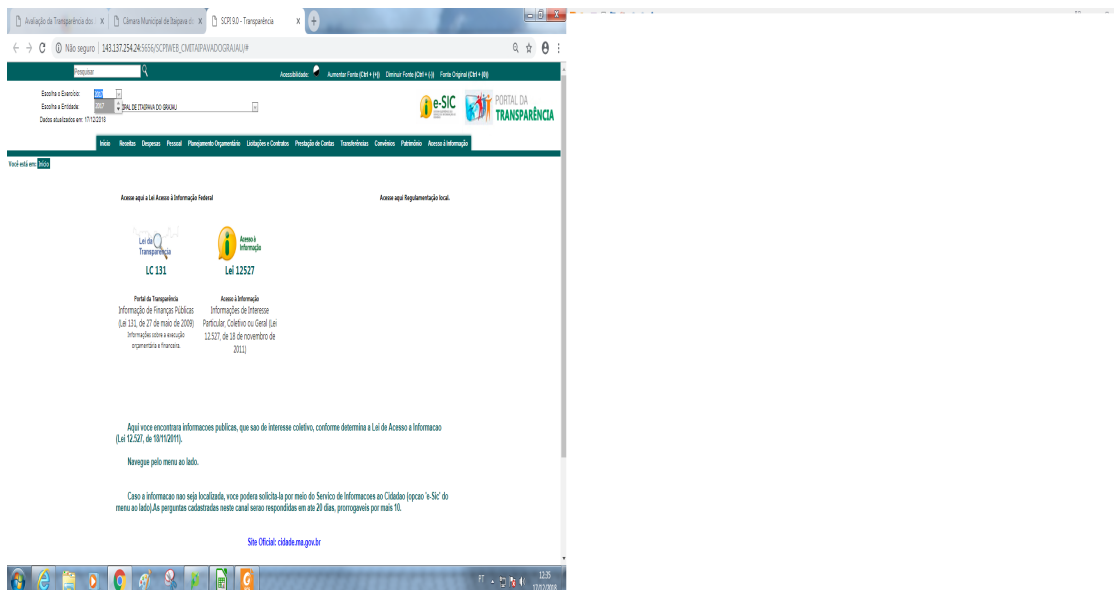 Avaliação da Transparência dos
Câmara Municipal de Itaipava do
SCPI 9.0 - Transparência
Não seguro | 143.137.254.24:5656/SCPIWEB_CMITAIPAVADOGRAJAU/#
Pesquisar
Acessibilidade: Aumentar Fonte (Ctrl + (+)) Diminuir Fonte (Ctrl + (-)) Fonte Original (Ctrl + (0))
Escolha o Exercício:
Escolha a Entidade: 2017 IPAL DE ITAIPAVA DO GRAJAU
Dados atualizados em: 17/12/2018
e-SIC
PORTAL DA
TRANSPARÊNCIA
Início Receitas Despesas Pessoal Planejamento Orçamentário Licitações e Contratos Prestação de Contas Transferências Convênios Patrimônio Acesso à Informação
Você está em: Início
Acesse aqui a Lei Acesso à Informação Federal
Acesse aqui Regulamentação local.
Lei da
Transparência
LC 131
Acesso à
Informação
Lei 12527
Portal da Transparência
Informação de Finanças Públicas
(Lei 131, de 27 de maio de 2009)
Informações sobre a execução
orçamentária e financeira.
Acesso à Informação
Informações de Interesse
Particular, Coletivo ou Geral (Lei
12.527, de 18 de novembro de
2011)
Aqui voce encontrara informacoes publicas, que sao de interesse coletivo, conforme determina a Lei de Acesso a Informacao
(Lei 12.527, de 18/11/2011).
Navegue pelo menu ao lado.
Caso a informacao nao seja localizada, voce podera solicita-la por meio do Servico de Informacoes ao Cidadao (opcao 'e-Sic' do
menu ao lado).As perguntas cadastradas neste canal serao respondidas em ate 20 dias, prorrogaveis por mais 10.
Site Oficial: cidade.ma.gov.br
PT
12:35
17/12/2018